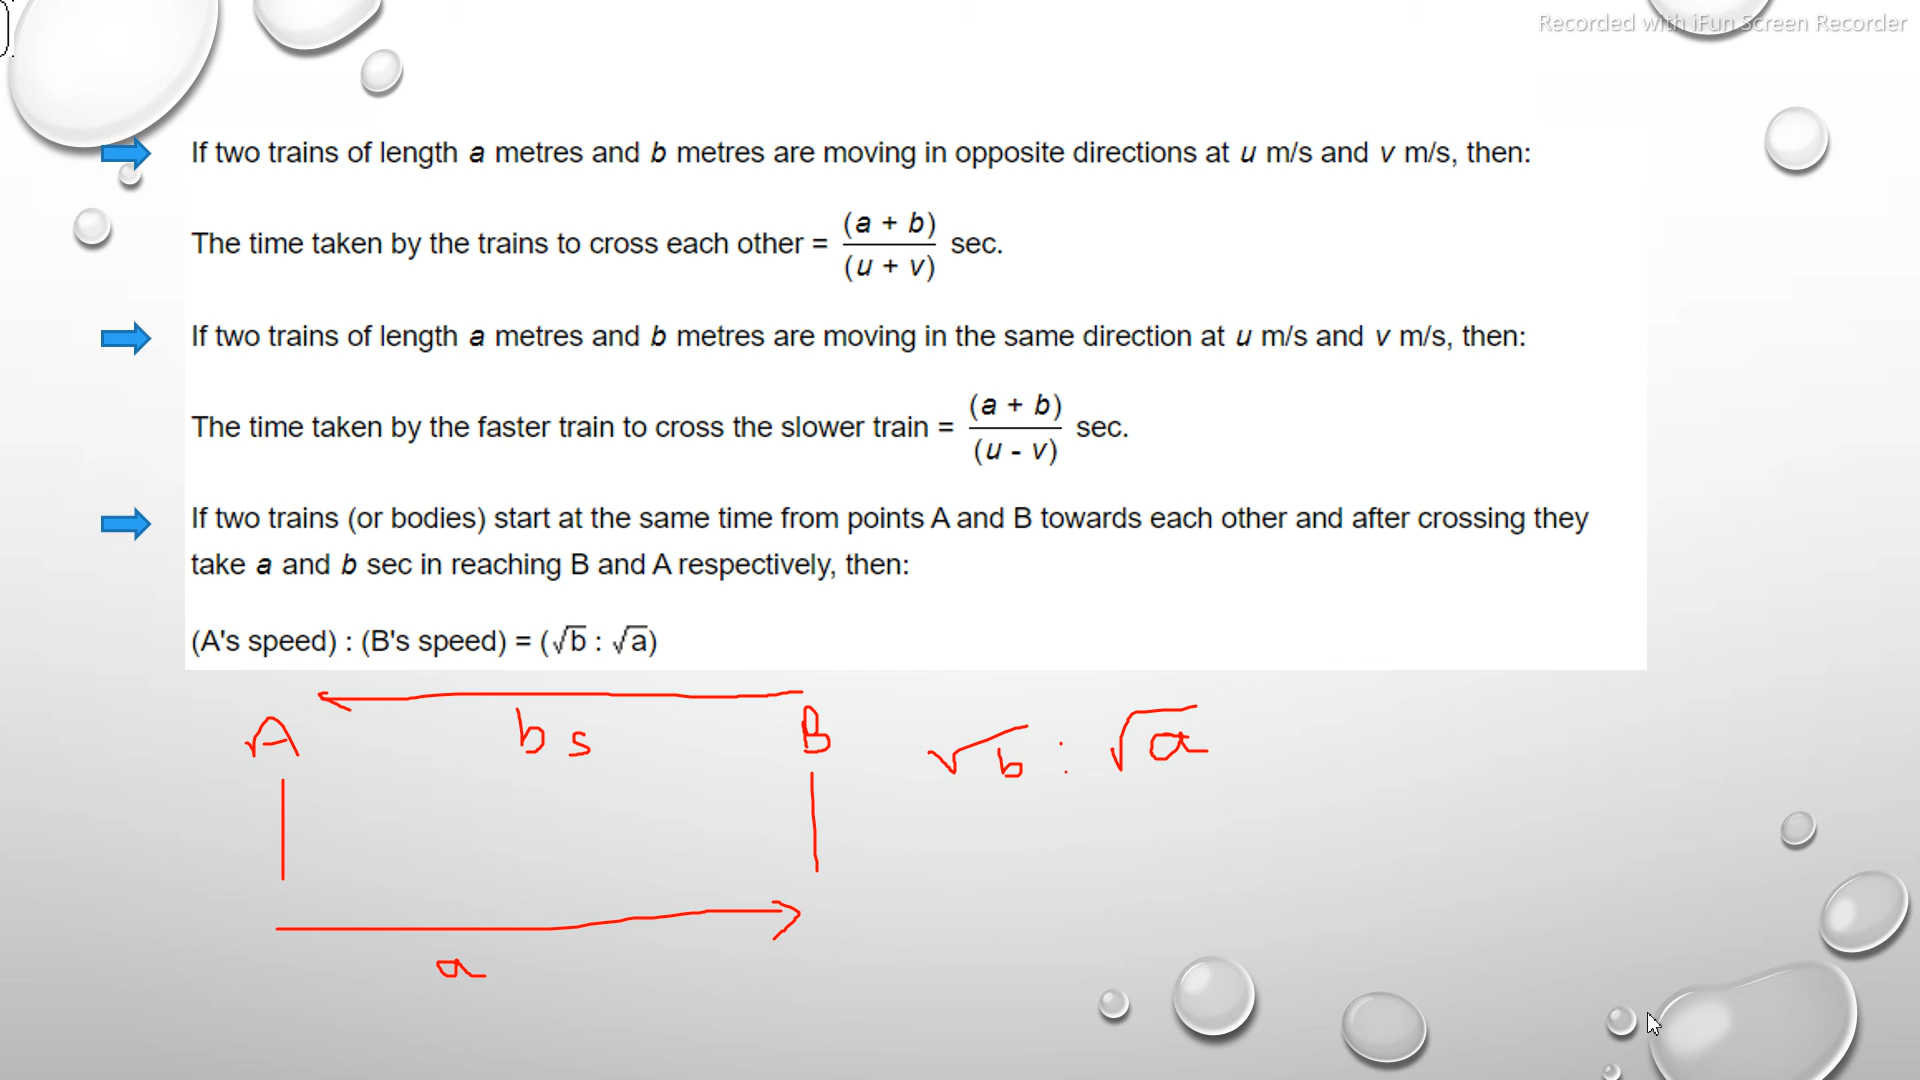 Recorded with iFun Screen Recorder
If two trains of length a metres and b metres are moving in opposite directions at u m/s and v m/s, then:
The time taken by the trains to cross each other = (a + b) / (u + v) sec.
If two trains of length a metres and b metres are moving in the same direction at u m/s and v m/s, then:
The time taken by the faster train to cross the slower train = (a + b) / (u - v) sec.
If two trains (or bodies) start at the same time from points A and B towards each other and after crossing they
take a and b sec in reaching B and A respectively, then:
(A's speed) : (B's speed) = (√b : √a)
A b s B √b : √a
a